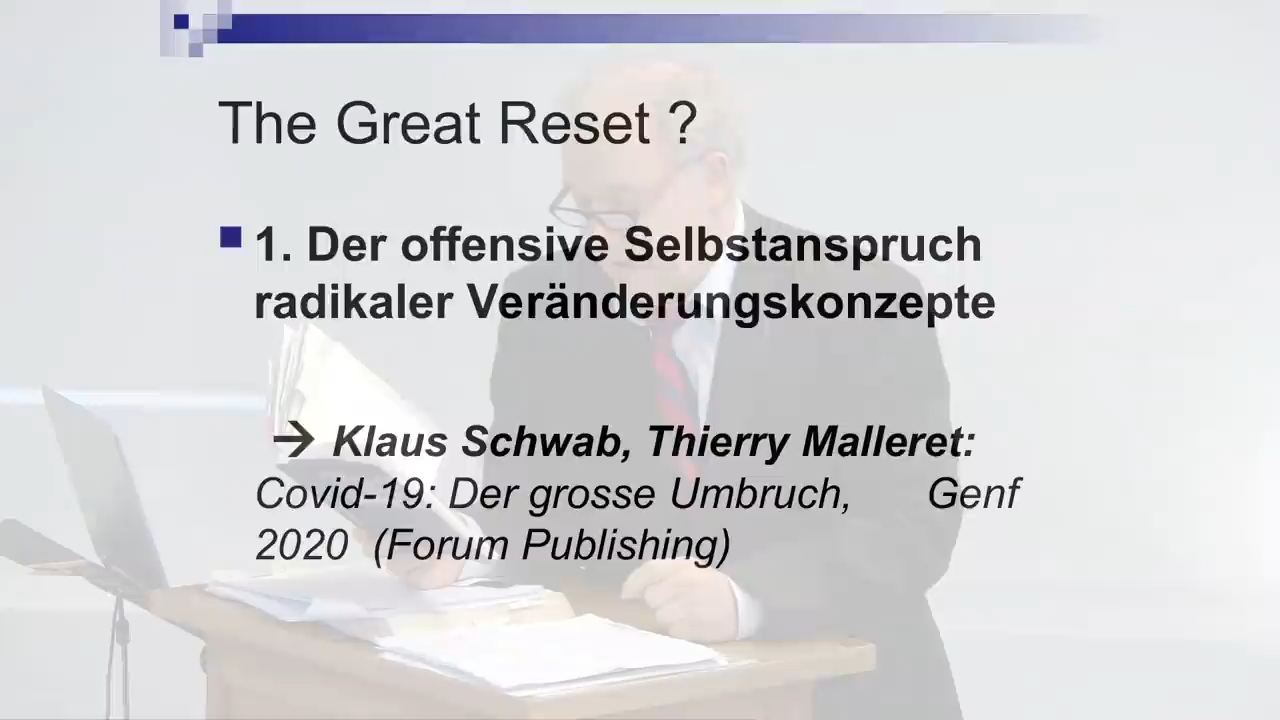 The Great Reset ?
1. Der offensive Selbstanspruch
radikaler Veränderungskonzepte
→ Klaus Schwab, Thierry Malleret:
Covid-19: Der grosse Umbruch, Genf
2020 (Forum Publishing)